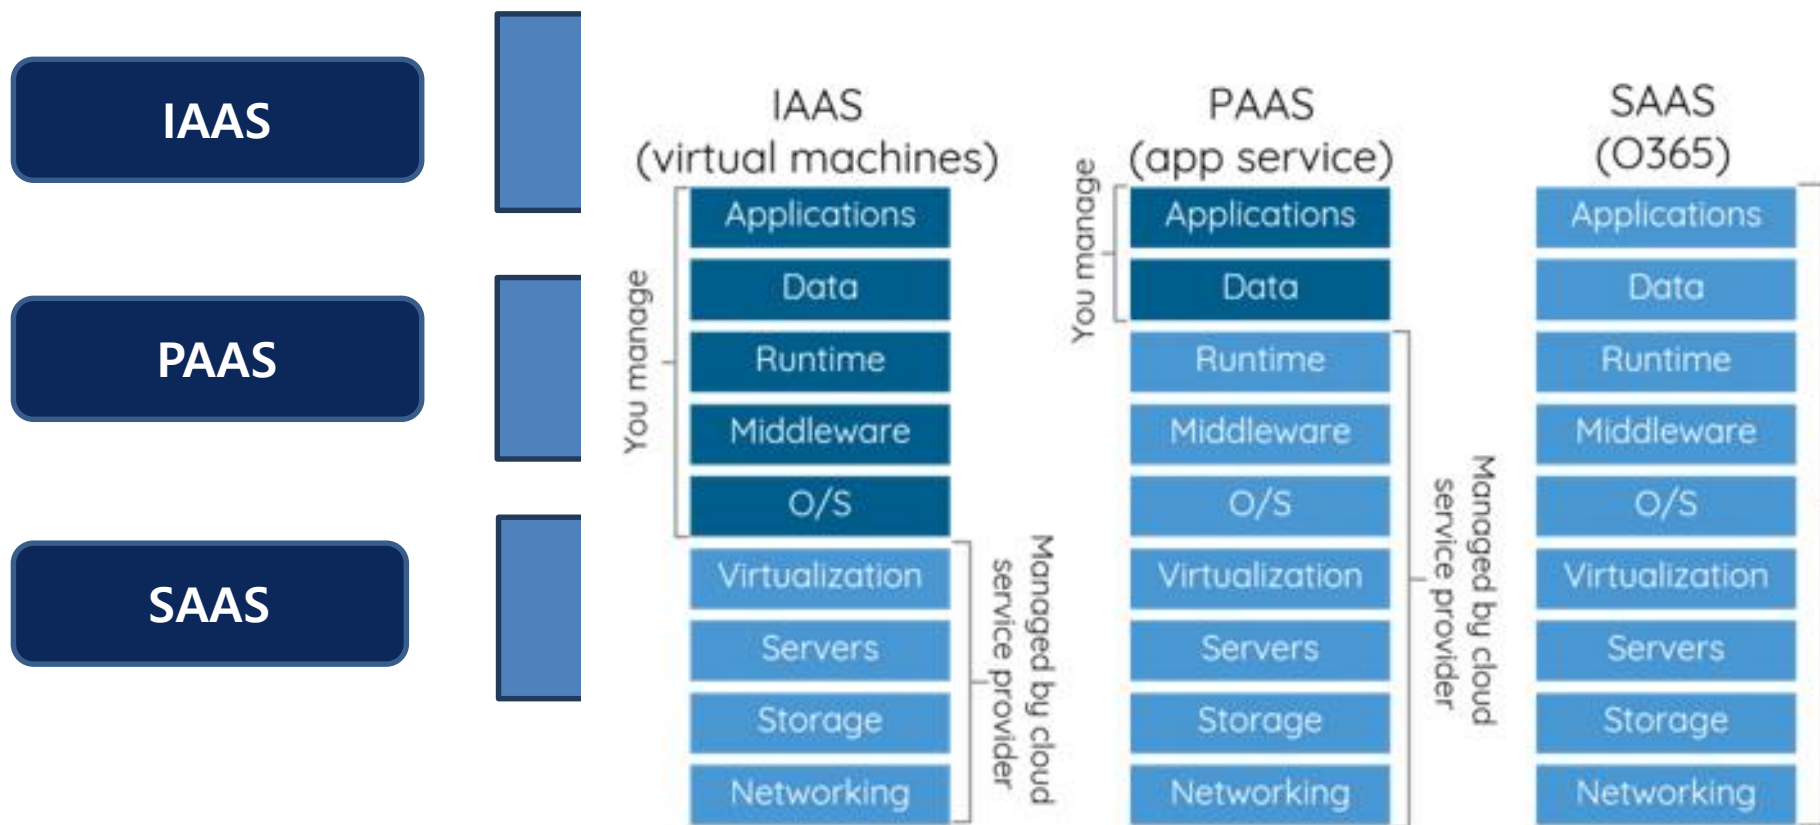 IAAS
PAAS
SAAS
IAAS
(virtual machines)
You manage
Applications
Data
Runtime
Middleware
O/S
Virtualization
Servers
Storage
Networking
Managed by cloud
service provider
PAAS
(app service)
You manage
Applications
Data
Runtime
Middleware
O/S
Virtualization
Servers
Storage
Networking
Managed by cloud
service provider
SAAS
(O365)
Applications
Data
Runtime
Middleware
O/S
Virtualization
Servers
Storage
Networking